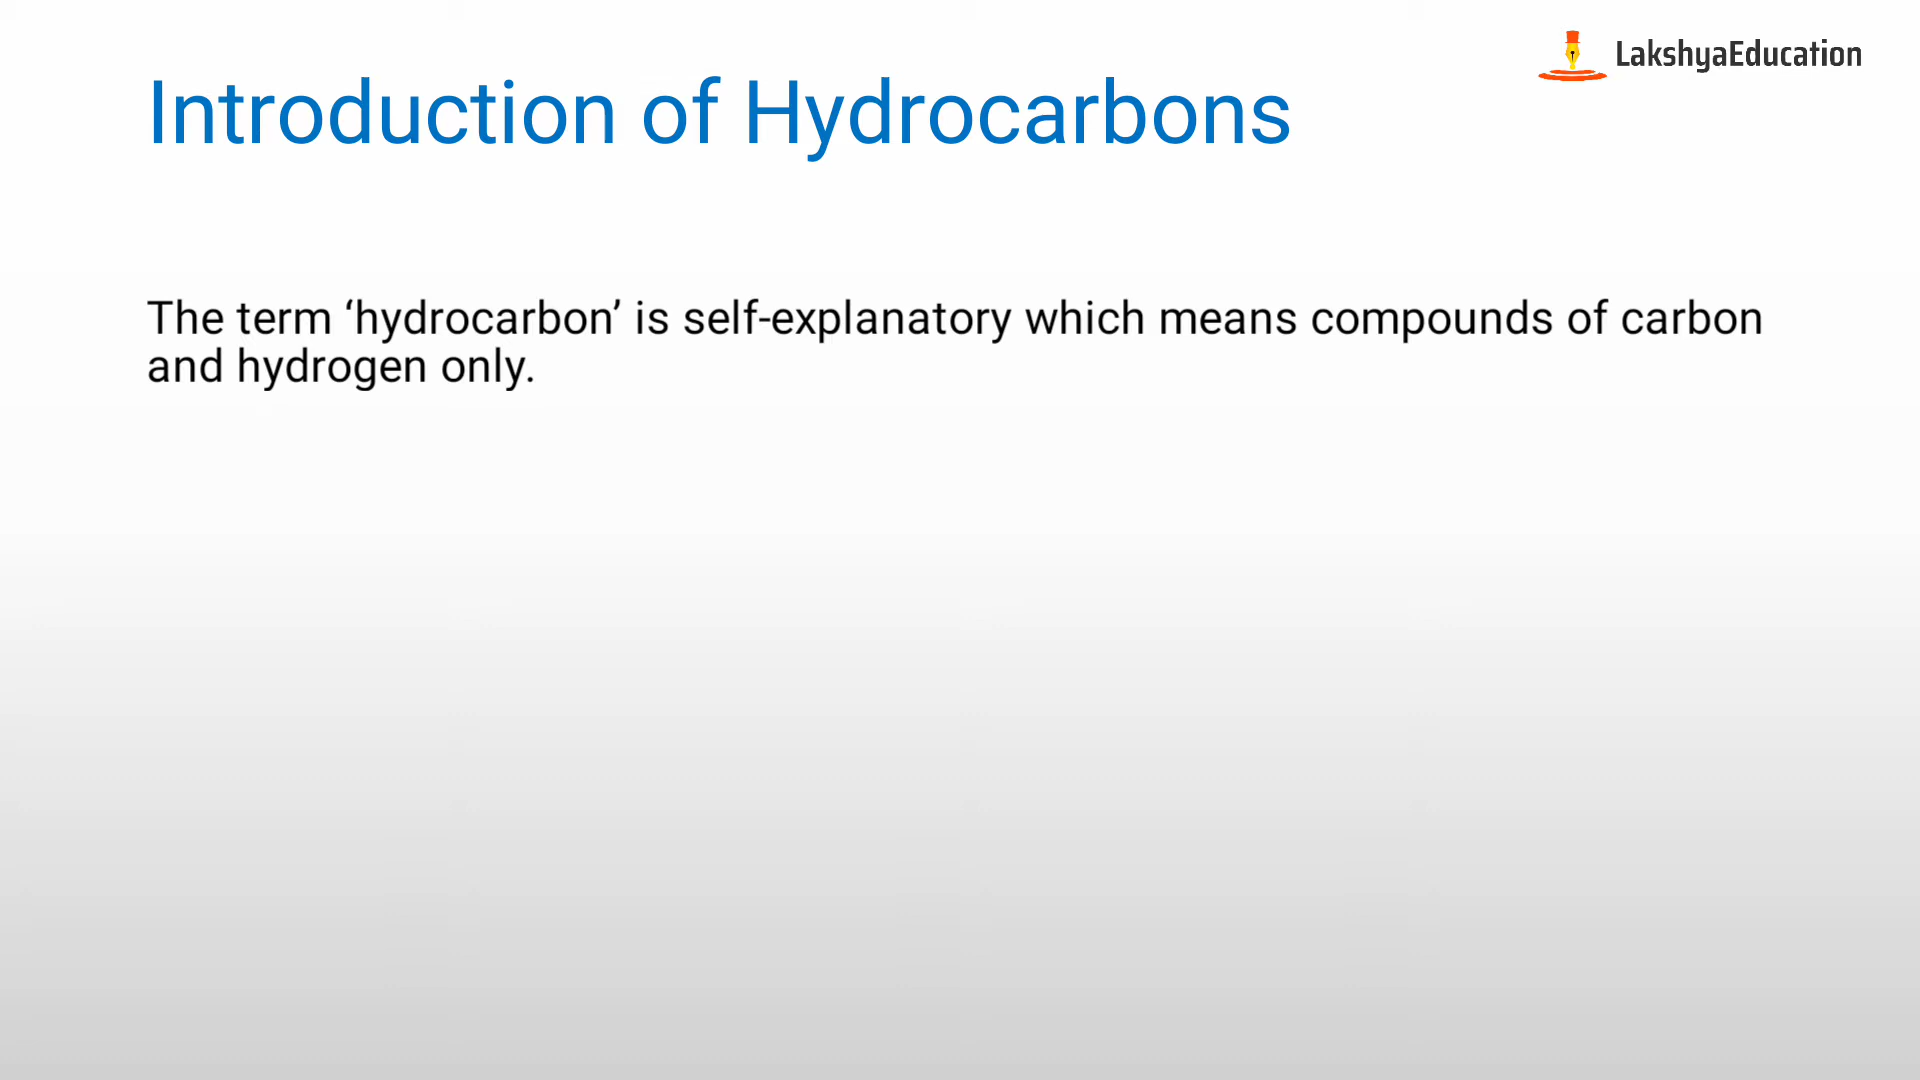 LakshyaEducation
Introduction of Hydrocarbons
The term ‘hydrocarbon’ is self-explanatory which means compounds of carbon
and hydrogen only.